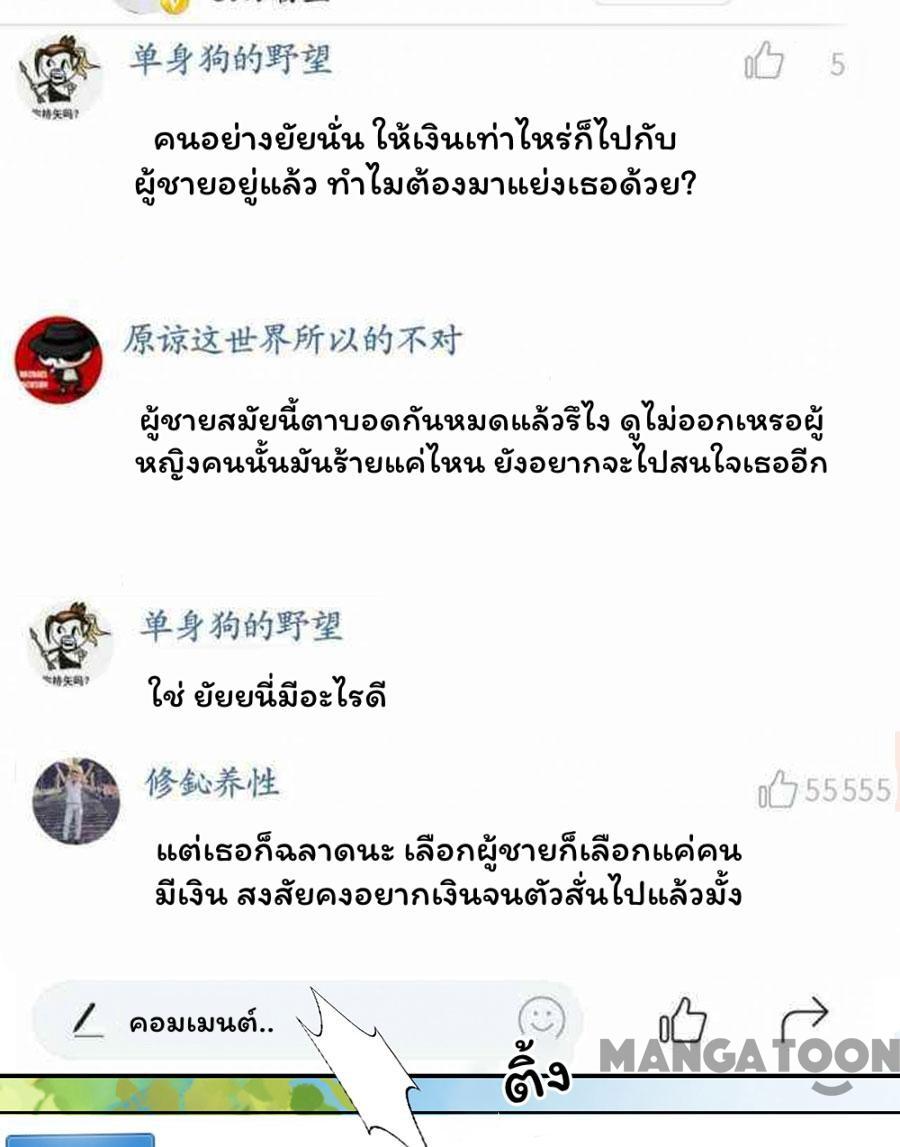 单身狗的野望
5
คนอย่างยัยนั่น ให้เงินเท่าไหร่ก็ไปกับ
ผู้ชายอยู่แล้ว ทำไมต้องมาแย่งเธอด้วย?
原谅这世界所以的不对
ผู้ชายสมัยนี้ตาบอดกันหมดแล้วรึไง ดูไม่ออกเหรอผู้
หญิงคนนั้นมันร้ายแค่ไหน ยังอยากจะไปสนใจเธออีก
单身狗的野望
ใช่ ยัยยนี่มีอะไรดี
修鈊养性
55555
แต่เธอก็ฉลาดนะ เลือกผู้ชายก็เลือกแค่คน
มีเงิน สงสัยคงอยากเงินจนตัวสั่นไปแล้วมั้ง
คอมเมนต์..
ติ้ง
MANGATOON